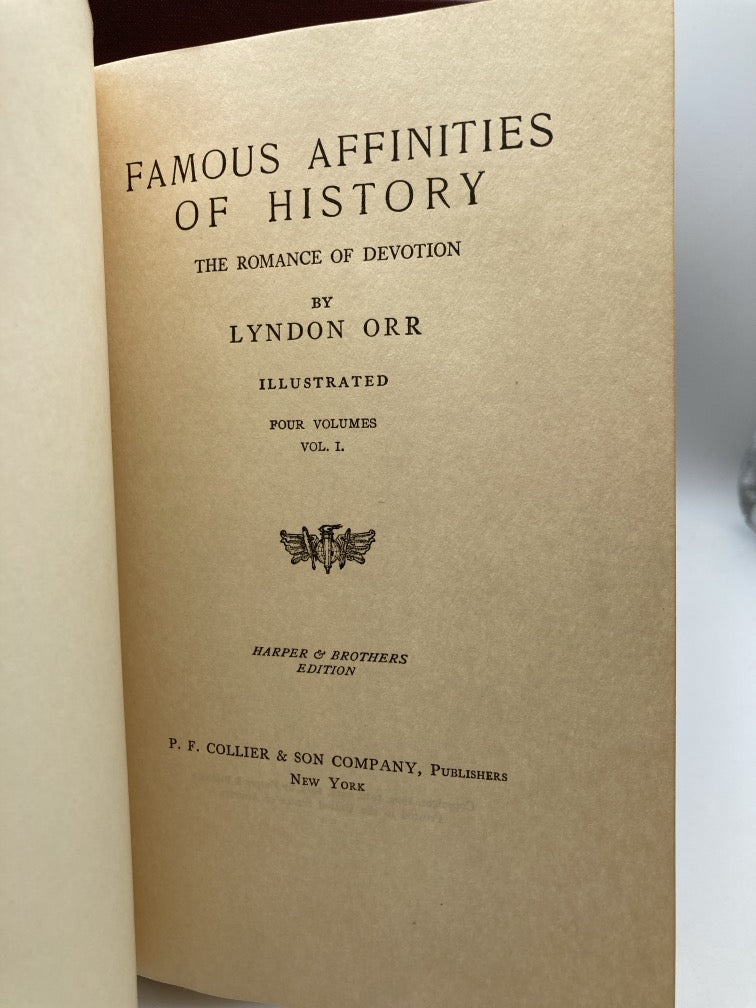 FAMOUS AFFINITIES
OF HISTORY
THE ROMANCE OF DEVOTION
BY
LYNDON ORR
ILLUSTRATED
FOUR VOLUMES
VOL. I.
HARPER & BROTHERS
EDITION
P. F. COLLIER & SON COMPANY, PUBLISHERS
NEW YORK